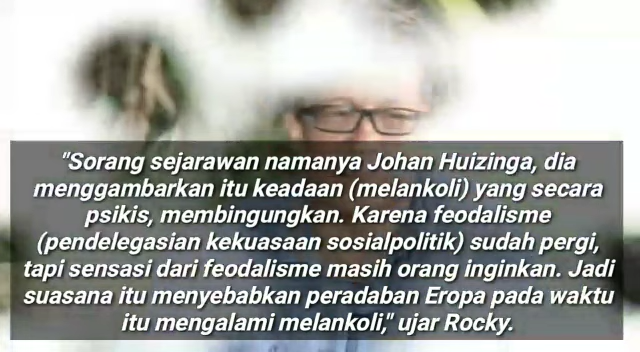 "Sorang sejarawan namanya Johan Huizinga, dia
menggambarkan itu keadaan (melankoli) yang secara
psikis, membingungkan. Karena feodalisme
(pendelegasian kekuasaan sosialpolitik) sudah pergi,
tapi sensasi dari feodalisme masih orang inginkan. Jadi
suasana itu menyebabkan peradaban Eropa pada waktu
itu mengalami melankoli," ujar Rocky.